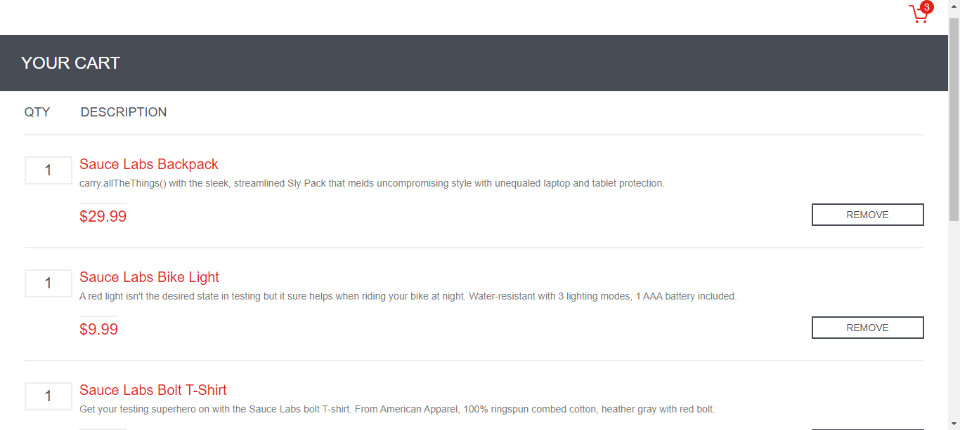 3
YOUR CART
QTY DESCRIPTION
1 Sauce Labs Backpack
carry.allTheThings() with the sleek, streamlined Sly Pack that melds uncompromising style with unequaled laptop and tablet protection.
$29.99 REMOVE
1 Sauce Labs Bike Light
A red light isn't the desired state in testing but it sure helps when riding your bike at night. Water-resistant with 3 lighting modes, 1 AAA battery included.
$9.99 REMOVE
1 Sauce Labs Bolt T-Shirt
Get your testing superhero on with the Sauce Labs bolt T-shirt. From American Apparel, 100% ringspun combed cotton, heather gray with red bolt.